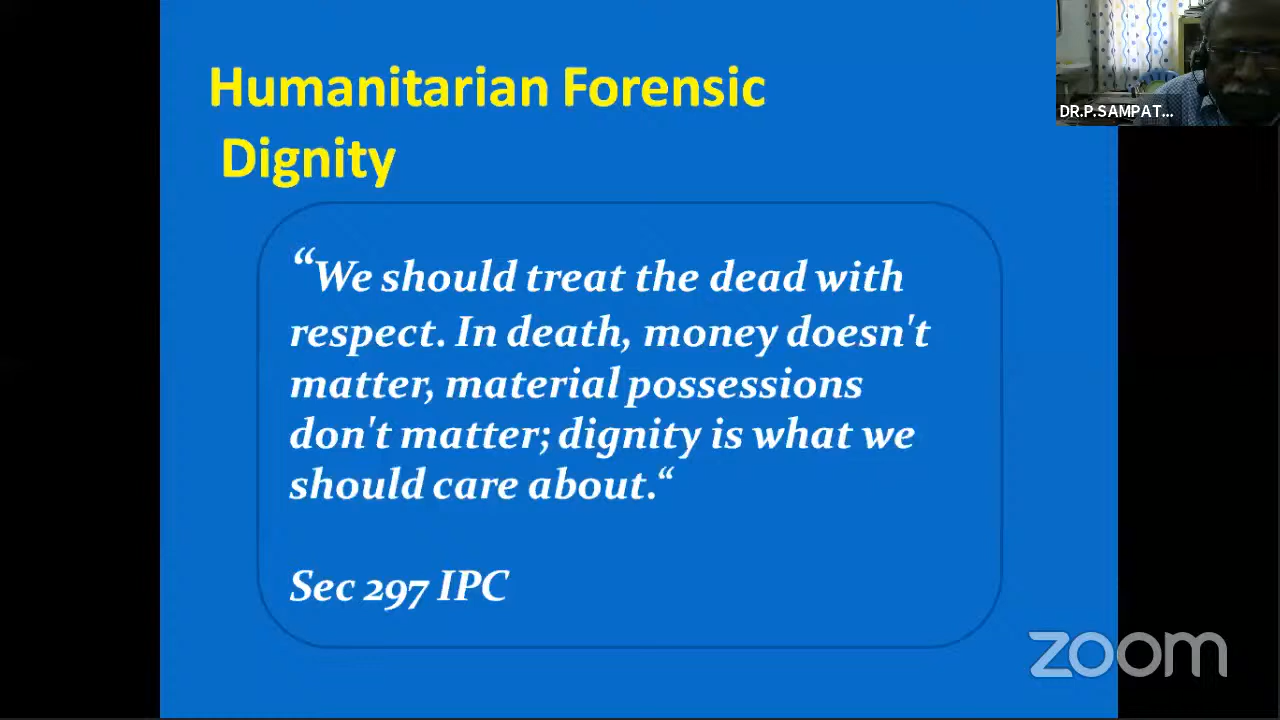 Humanitarian Forensic
Dignity
“We should treat the dead with
respect. In death, money doesn't
matter, material possessions
don't matter; dignity is what we
should care about.“
Sec 297 IPC
DR.P.SAMPAT...
zoom